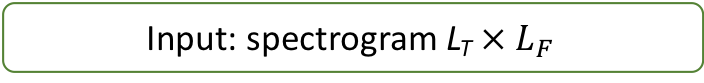 Input: spectrogram L_T × L_F